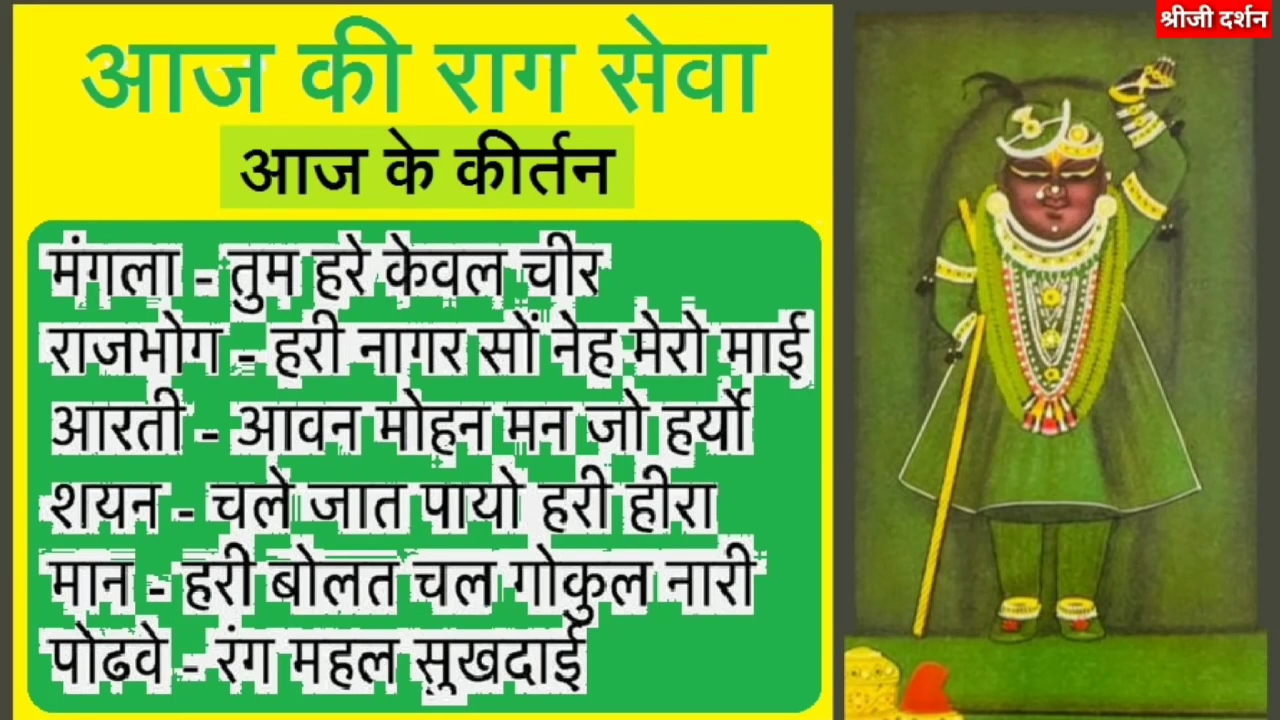 श्रीजी दर्शन
आज की राग सेवा
आज के कीर्तन
मंगला - तुम हरे केवल चीर
राजभोग - हरी नागर सों नेह मेरो माई
आरती - आवन मोहन मन जो हर्यो
शयन - चले जात पायो हरी हीरा
मान - हरी बोलत चल गोकुल नारी
पोढवे - रंग महल सुखदाई